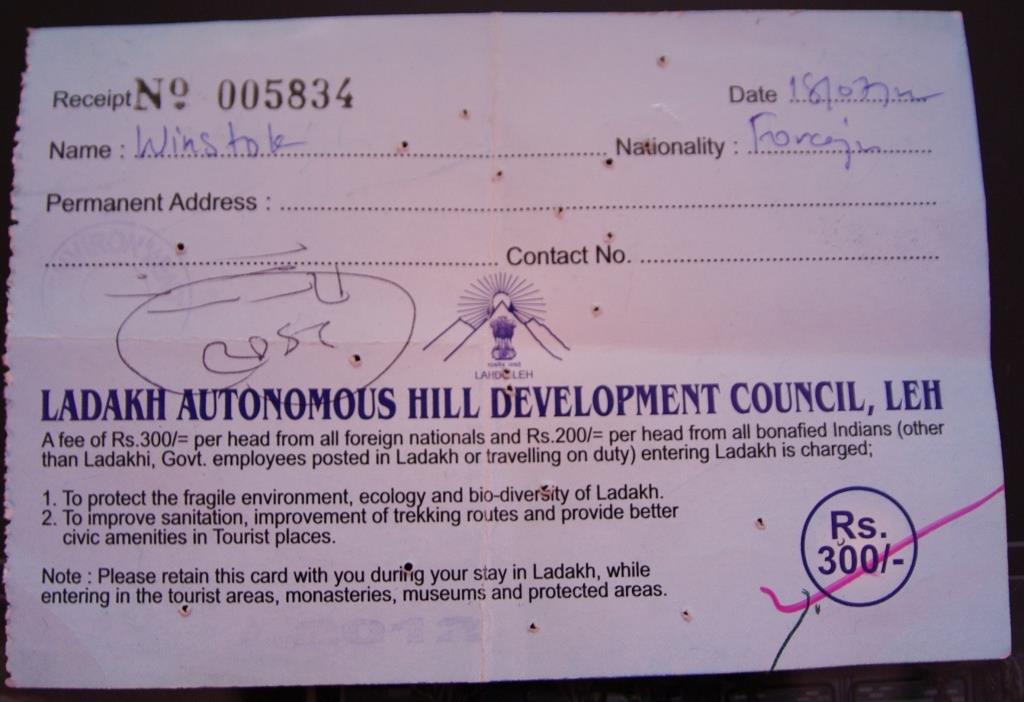 Receipt Nº 005834 Date 18/07/
Name : Winstok Nationality : Foreign
Permanent Address :
Contact No.
LAHDC LEH
LADAKH AUTONOMOUS HILL DEVELOPMENT COUNCIL, LEH
A fee of Rs.300/= per head from all foreign nationals and Rs.200/= per head from all bonafied Indians (other
than Ladakhi, Govt. employees posted in Ladakh or travelling on duty) entering Ladakh is charged;
1. To protect the fragile environment, ecology and bio-diversity of Ladakh.
2. To improve sanitation, improvement of trekking routes and provide better
civic amenities in Tourist places.
Rs.
300/-
Note : Please retain this card with you during your stay in Ladakh, while
entering in the tourist areas, monasteries, museums and protected areas.